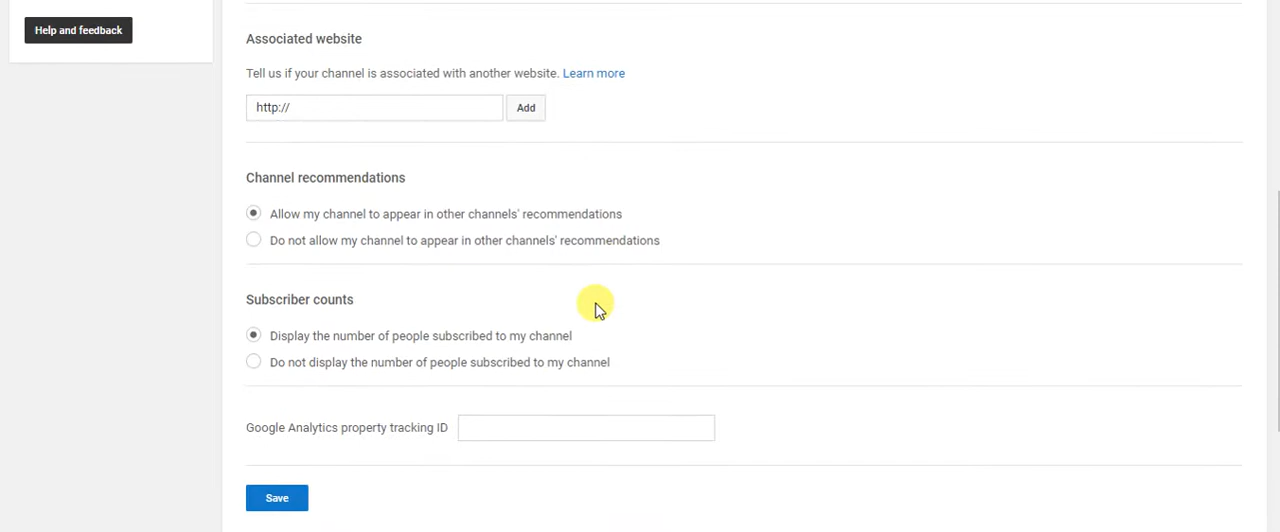 Help and feedback
Associated website
Tell us if your channel is associated with another website. Learn more
http://
Add
Channel recommendations
Allow my channel to appear in other channels' recommendations
Do not allow my channel to appear in other channels' recommendations
Subscriber counts
Display the number of people subscribed to my channel
Do not display the number of people subscribed to my channel
Google Analytics property tracking ID
Save